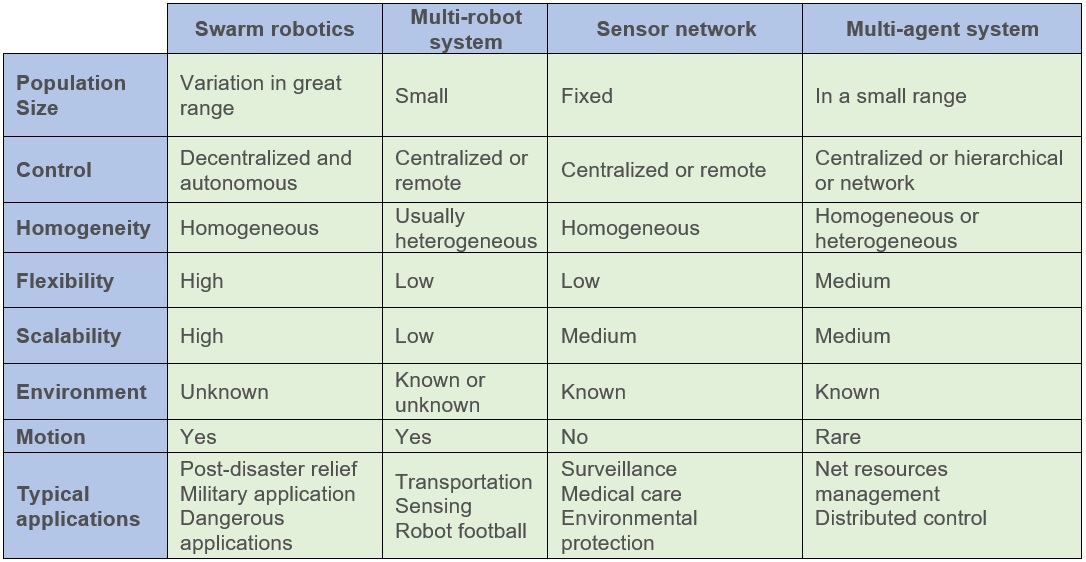 Swarm robotics
Multi-robot
system
Sensor network
Multi-agent system
Population
Size
Variation in great
range
Small
Fixed
In a small range
Control
Decentralized and
autonomous
Centralized or
remote
Centralized or remote
Centralized or hierarchical
or network
Homogeneity
Homogeneous
Usually
heterogeneous
Homogeneous
Homogeneous or
heterogeneous
Flexibility
High
Low
Low
Medium
Scalability
High
Low
Medium
Medium
Environment
Unknown
Known or
unknown
Known
Known
Motion
Yes
Yes
No
Rare
Typical
applications
Post-disaster relief
Military application
Dangerous
applications
Transportation
Sensing
Robot football
Surveillance
Medical care
Environmental
protection
Net resources
management
Distributed control